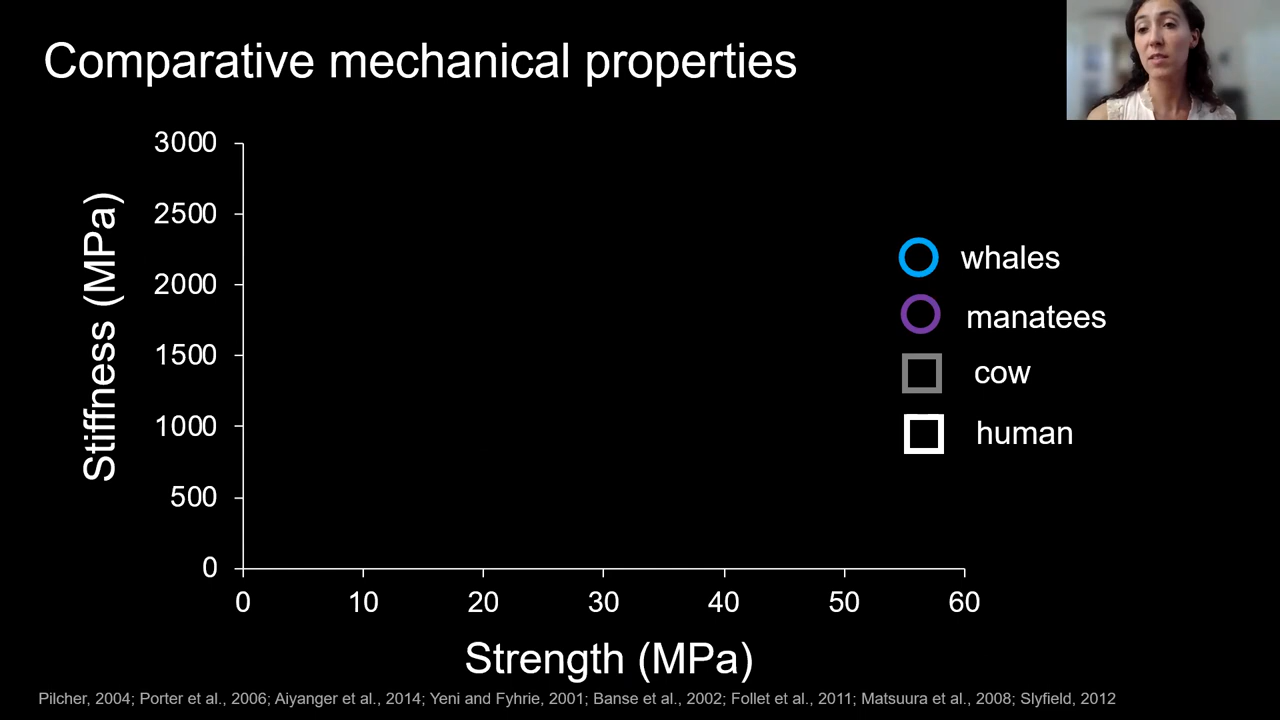 Comparative mechanical properties
Stiffness (MPa)
3000
2500
2000
1500
1000
500
0
0 10 20 30 40 50 60
Strength (MPa)
whales
manatees
cow
human
Pilcher, 2004; Porter et al., 2006; Aiyanger et al., 2014; Yeni and Fyhrie, 2001; Banse et al., 2002; Follet et al., 2011; Matsuura et al., 2008; Slyfield, 2012